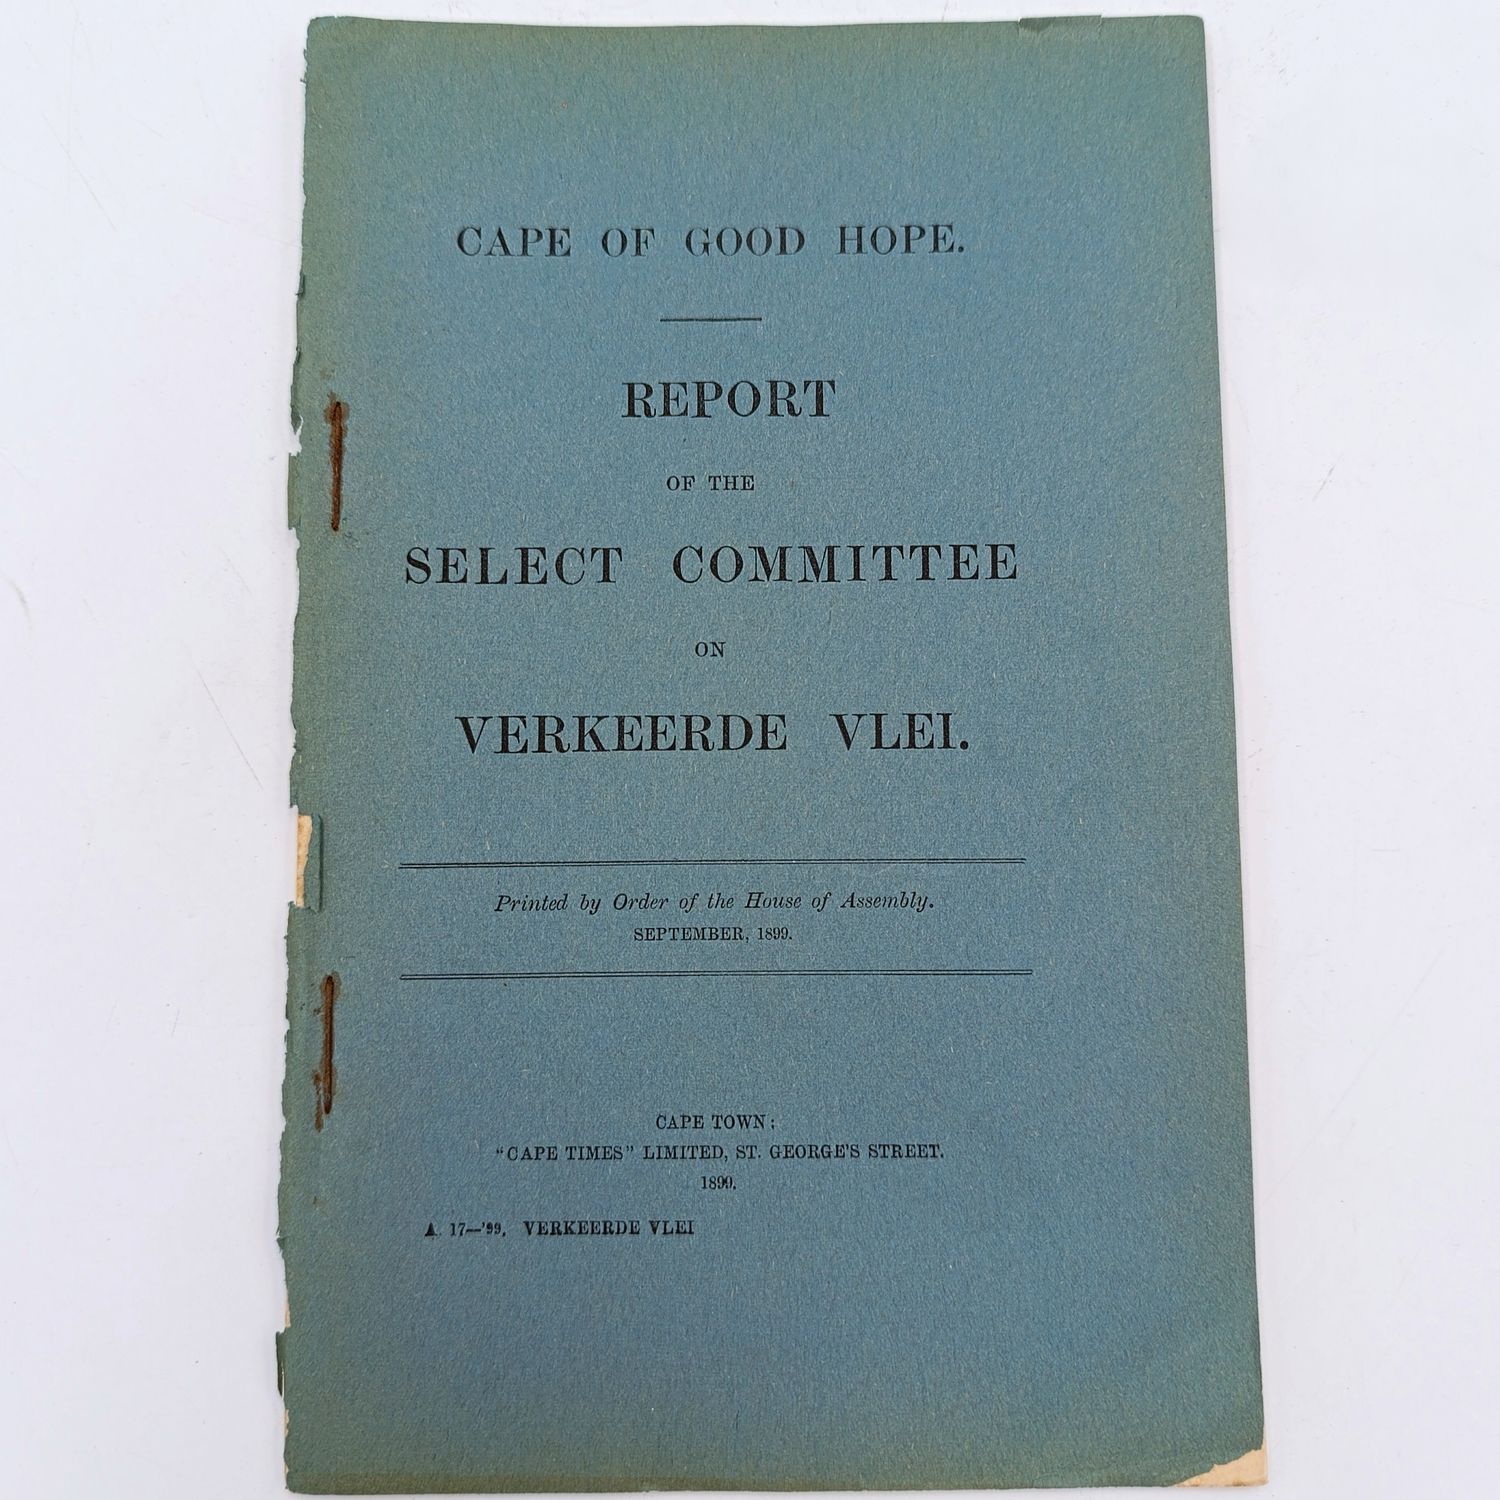 CAPE OF GOOD HOPE.
REPORT
OF THE
SELECT COMMITTEE
ON
VERKEERDE VLEI.
Printed by Order of the House of Assembly.
SEPTEMBER, 1899.
CAPE TOWN:
"CAPE TIMES" LIMITED, ST. GEORGE'S STREET.
1899.
A. 17—'99. VERKEERDE VLEI